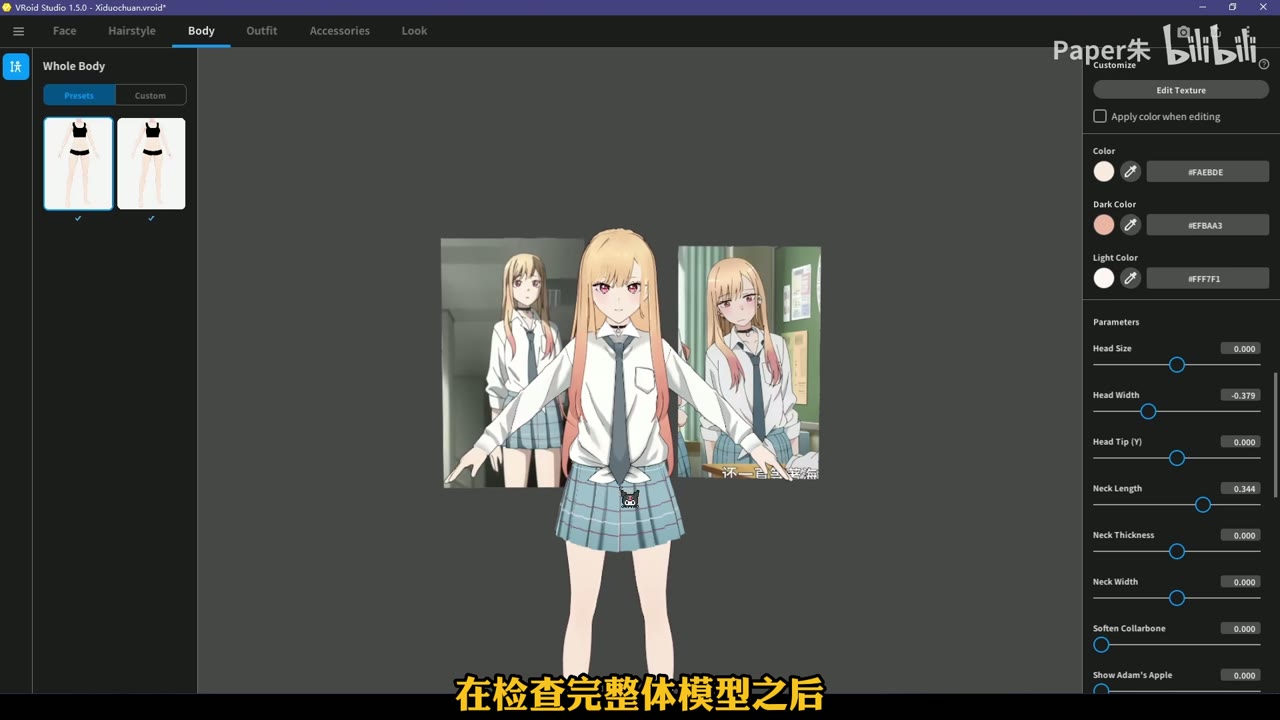 VRoid Studio 1.5.0 - Xiduochuan.vroid*
Face
Hairstyle
Body
Outfit
Accessories
Look
Paper朱
bilibili
Whole Body
Presets
Custom
Customize
Edit Texture
Apply color when editing
Color
#FAEBDE
Dark Color
#EFBAA3
Light Color
#FFF7F1
Parameters
Head Size
0.000
Head Width
-0.379
Head Tip (Y)
0.000
Neck Length
0.344
Neck Thickness
0.000
Neck Width
0.000
Soften Collarbone
0.000
Show Adam's Apple
0.000
还一直
在检查完整体模型之后